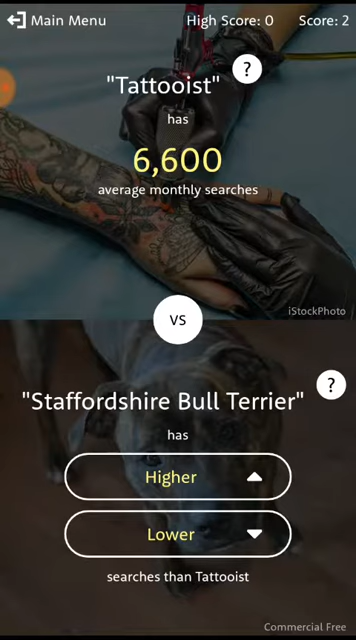 Main Menu
High Score: 0
Score: 2
"Tattooist"
?
has
6,600
average monthly searches
iStockPhoto
VS
?
"Staffordshire Bull Terrier"
has
Higher
Lower
searches than Tattooist
Commercial Free